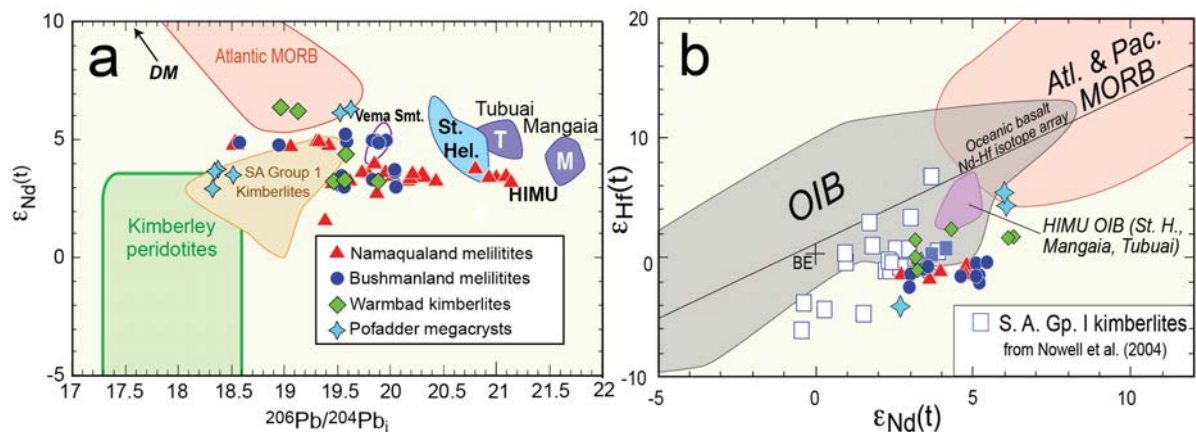 a
DM
Atlantic MORB
Vema Smt.
St.
Hel.
Tubuai
T
Mangaia
M
HIMU
SA Group 1
Kimberlites
Kimberley
peridotites
Namaqualand melilitites
Bushmanland melilitites
Warmbad kimberlites
Pofadder megacrysts
10
5
0
-5
εNd(t)
17 17.5 18 18.5 19 19.5 20 20.5 21 21.5 22
206Pb/204Pbi
b
Atl. & Pac.
MORB
Oceanic basalt
Nd-Hf isotope array
OIB
HIMU OIB (St. H.,
Mangaia, Tubuai)
BE
S. A. Gp. I kimberlites
from Nowell et al. (2004)
20
10
0
-10
εHf(t)
-5 0 5 10
εNd(t)